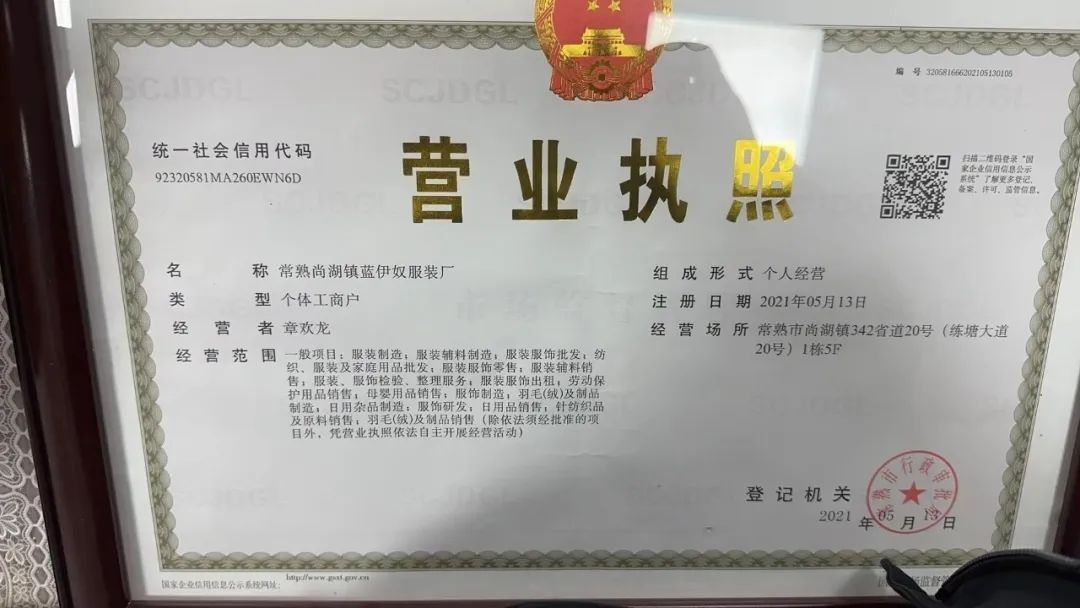 编 号 320581666202105130105
统一社会信用代码
92320581MA260EWN6D
营业执照
扫描二维码登录“国
家企业信用信息公示
系统”了解更多登记、
备案、许可、监管信息。
名 称 常熟尚湖镇蓝伊奴服装厂
类 型 个体工商户
经 营 者 章欢龙
经 营 范 围 一般项目：服装制造；服装辅料制造；服装服饰批发；纺
织、服装及家庭用品批发；服装服饰零售；服装辅料销
售；服装、服饰检验、整理服务；服装服饰出租；劳动保
护用品销售；母婴用品销售；服饰制造；羽毛(绒)及制品
制造；日用杂品制造；服饰研发；日用品销售；针纺织品
及原料销售；羽毛(绒)及制品销售（除依法须经批准的项
目外，凭营业执照依法自主开展经营活动）
组 成 形 式 个人经营
注 册 日 期 2021年05月13日
经 营 场 所 常熟市尚湖镇342省道20号（练塘大道
20号）1栋5F
登 记 机 关
熟市行政审批
2021 年 05 月 13 日
国家企业信用信息公示系统网址：
http://www.gsxt.gov.cn
场监督
SCJDGL
SCJDGL
SCJDGL